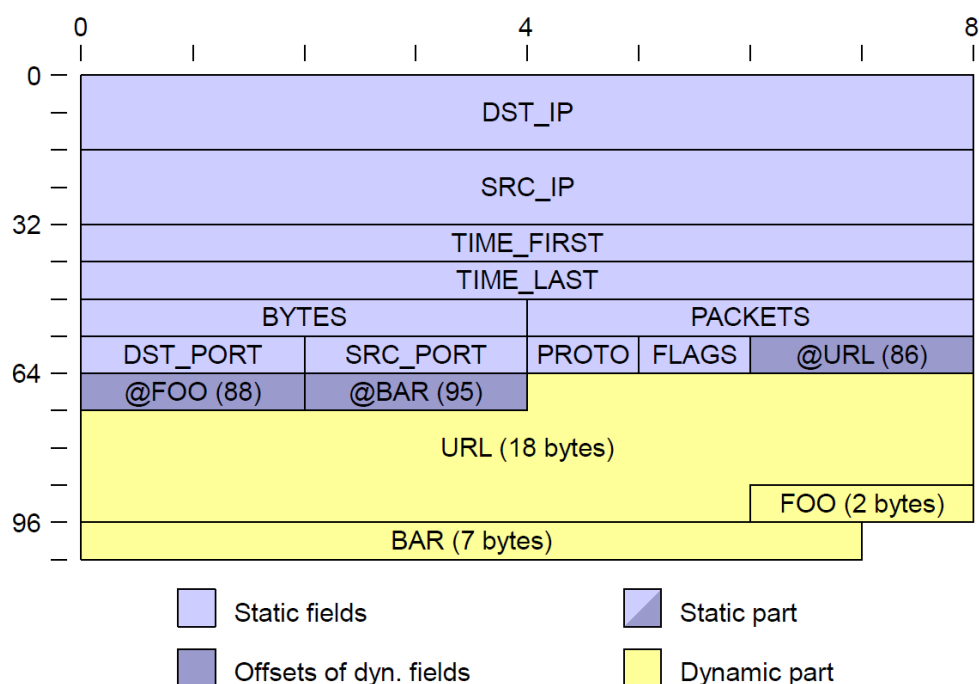 0 4 8
0
DST_IP
SRC_IP
32
TIME_FIRST
TIME_LAST
BYTES PACKETS
DST_PORT SRC_PORT PROTO FLAGS @URL (86)
64
@FOO (88) @BAR (95)
URL (18 bytes)
FOO (2 bytes)
96
BAR (7 bytes)
Static fields Static part
Offsets of dyn. fields Dynamic part